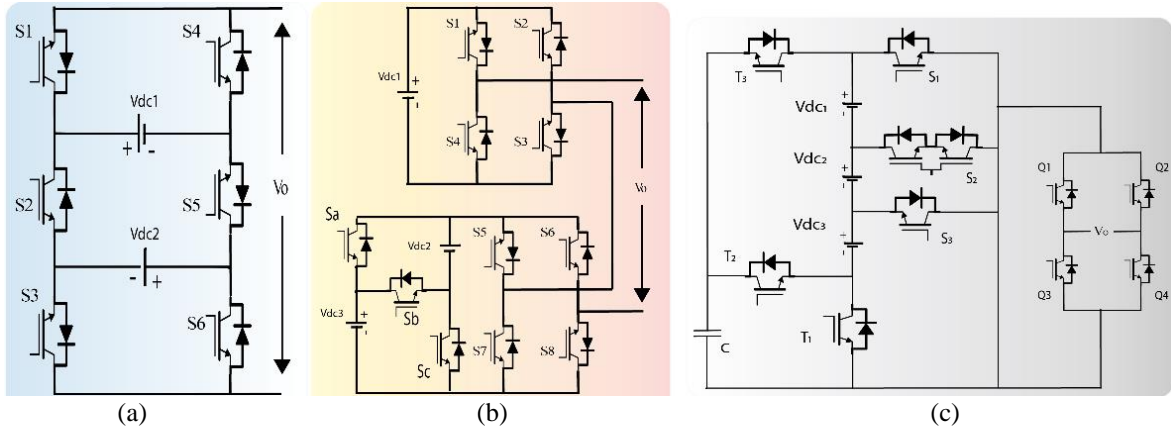 S1
S4
Vdc1
+ -
S2
S5
Vo
Vdc2
- +
S3
S6
(a)
S1
S2
Vdc1
+
-
S4
S3
Vo
Sa
Vdc2
S5
S6
Vdc3
+
-
Sb
Sc
S7
S8
(b)
T3
S1
+
Vdc1
-
Vdc2
+
-
S2
Vdc3
+
-
S3
T2
T1
C
Q1
Q2
Vo
Q3
Q4
(c)